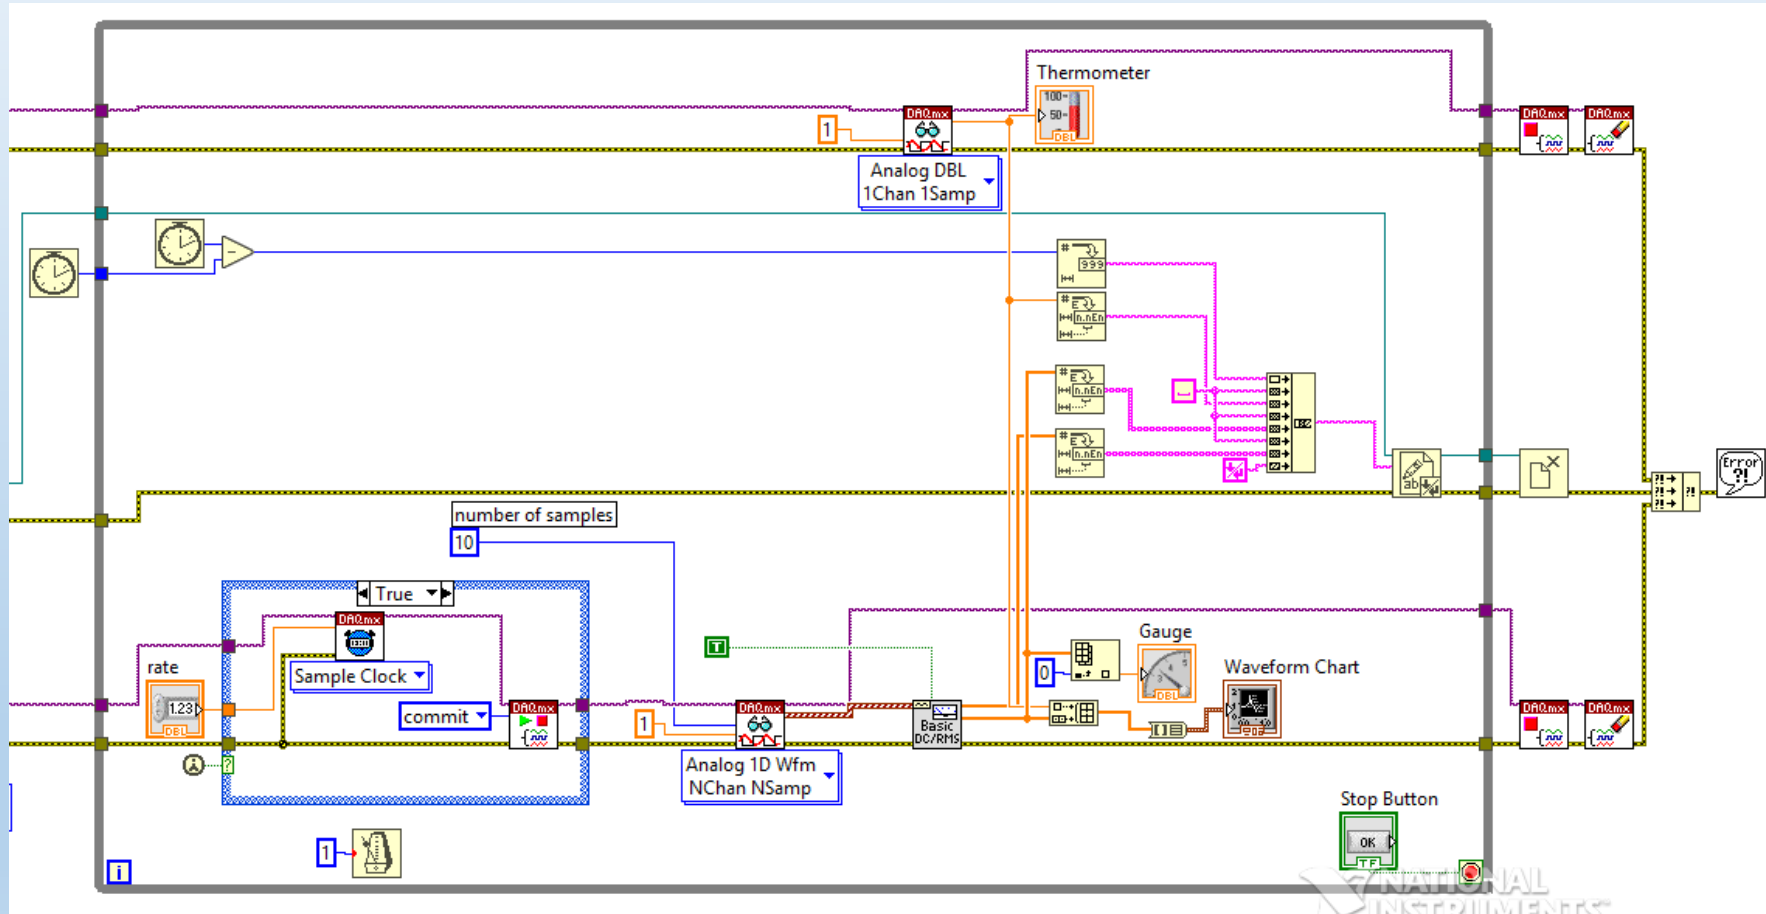 Thermometer
100
50
DBL
DAQmx
1
Analog DBL
1Chan 1Samp
DAQmx
DAQmx
#
999
#
n.nEn
#
n.nEn
#
n.nEn
ab
Error
?!
?!
?!
?!
?!
number of samples
10
True
DAQmx
rate
1.23
DBL
Sample Clock
commit
DAQmx
?
T
1
DAQmx
Analog 1D Wfm
NChan NSamp
Basic
DC/RMS
0
Gauge
DBL
Waveform Chart
DAQmx
DAQmx
Stop Button
OK
TF
1
i
NATIONAL
INSTRUMENTS